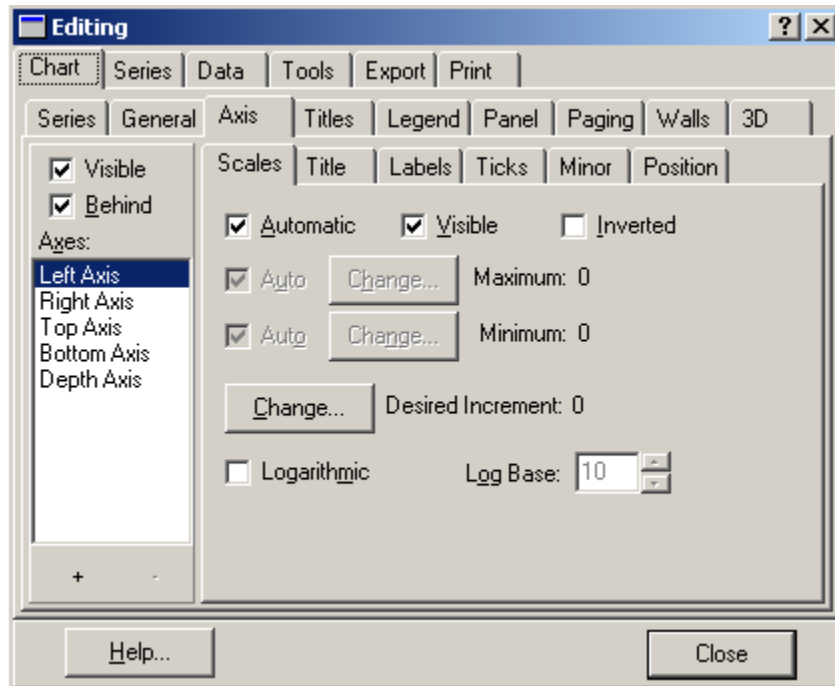 Editing
Chart Series Data Tools Export Print
Series General Axis Titles Legend Panel Paging Walls 3D
Visible
Behind
Axes:
Left Axis
Right Axis
Top Axis
Bottom Axis
Depth Axis
+ -
Scales Title Labels Ticks Minor Position
Automatic Visible Inverted
Auto Change... Maximum: 0
Auto Change... Minimum: 0
Change... Desired Increment: 0
Logarithmic Log Base: 10
Help... Close